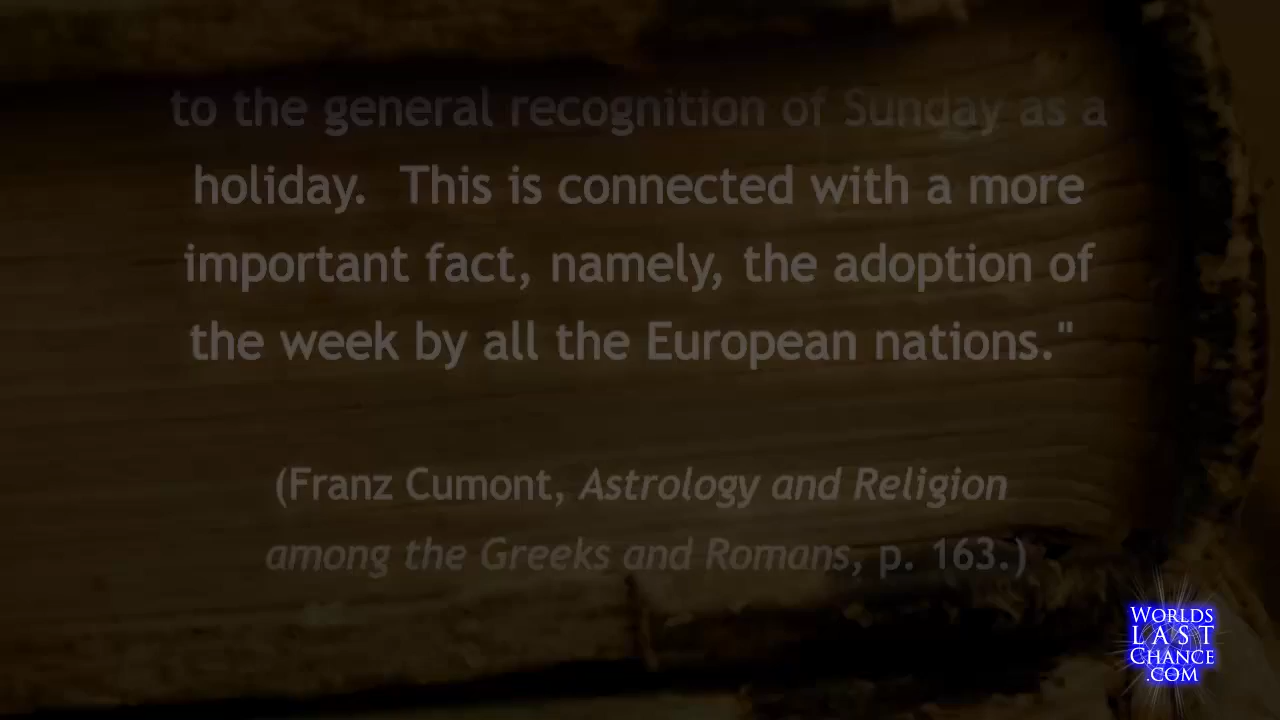 to the general recognition of Sunday as a
holiday.  This is connected with a more
important fact, namely, the adoption of
the week by all the European nations."
(Franz Cumont, Astrology and Religion
among the Greeks and Romans, p. 163.)
WORLDS
LAST
CHANCE
.COM